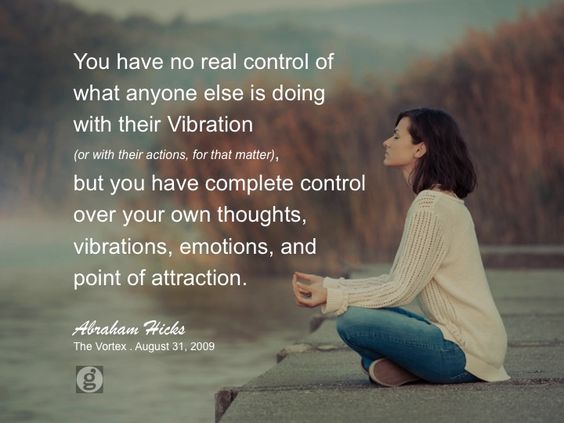 You have no real control of
what anyone else is doing
with their Vibration
(or with their actions, for that matter),
but you have complete control
over your own thoughts,
vibrations, emotions, and
point of attraction.
Abraham Hicks
The Vortex . August 31, 2009
g